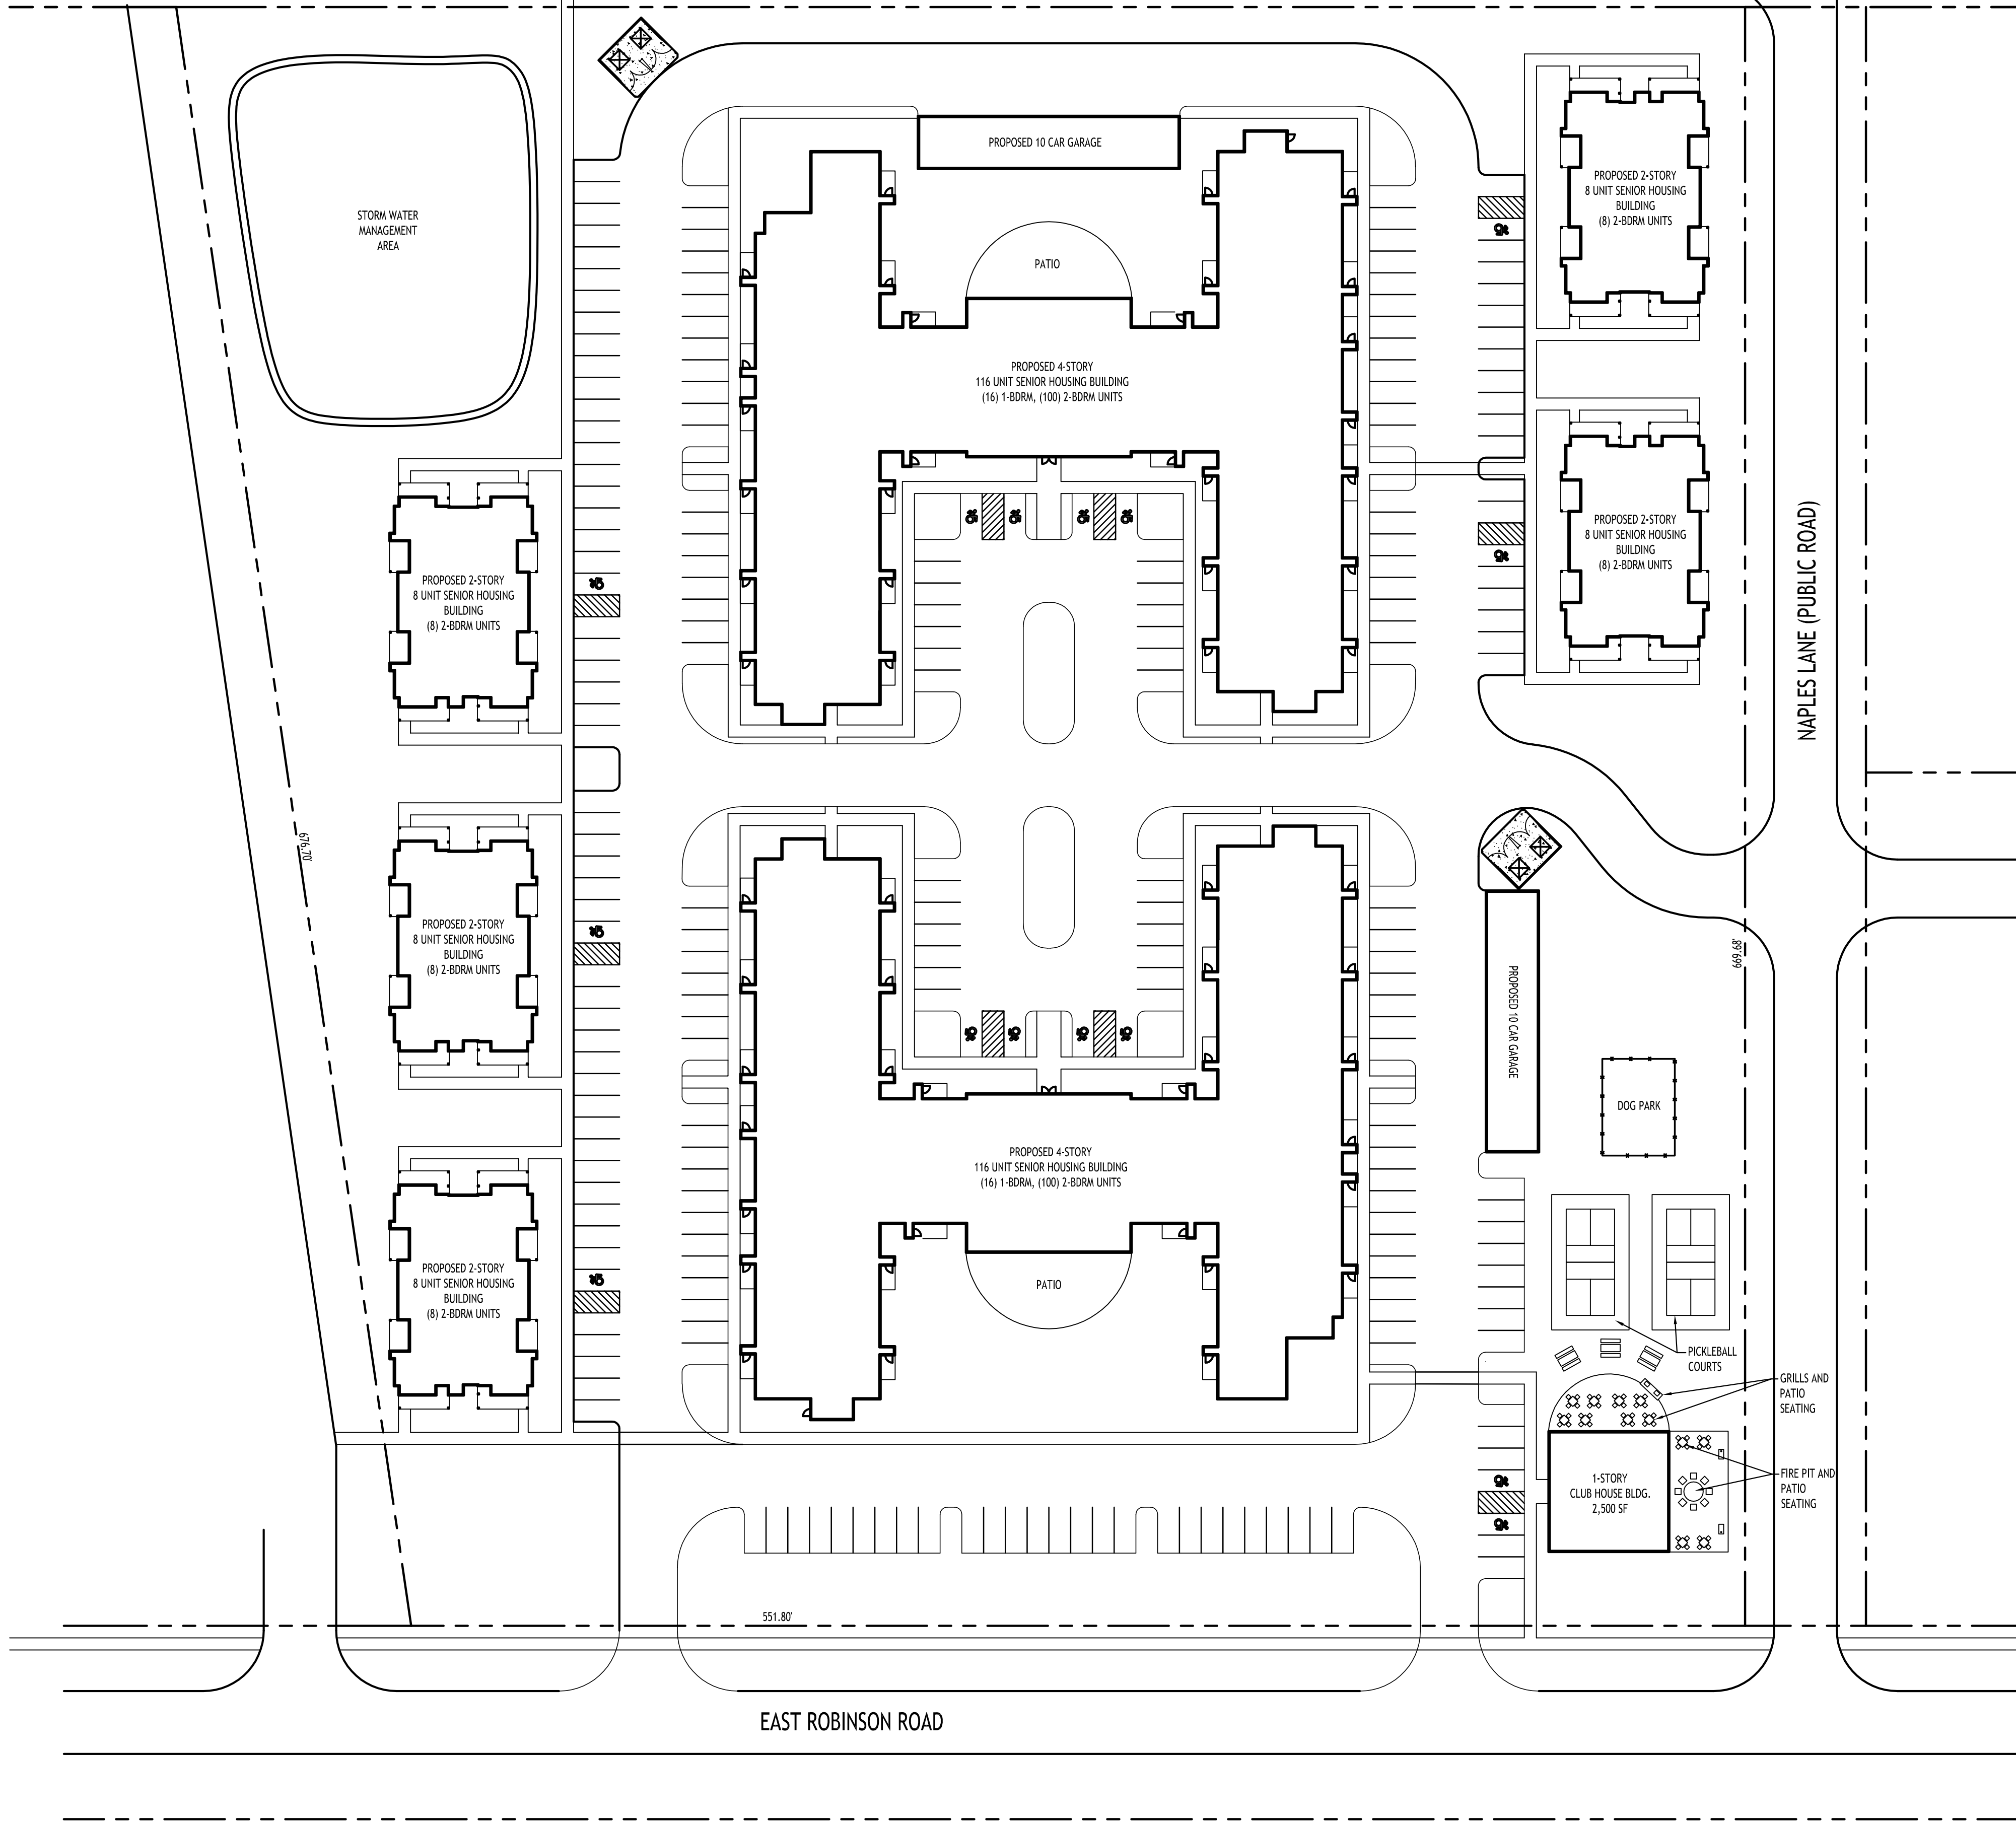 PROPOSED 10 CAR GARAGE
STORM WATER
MANAGEMENT
AREA
PATIO
PROPOSED 2-STORY
8 UNIT SENIOR HOUSING
BUILDING
(8) 2-BDRM UNITS
PROPOSED 4-STORY
116 UNIT SENIOR HOUSING BUILDING
(16) 1-BDRM, (100) 2-BDRM UNITS
PROPOSED 2-STORY
8 UNIT SENIOR HOUSING
BUILDING
(8) 2-BDRM UNITS
NAPLES LANE (PUBLIC ROAD)
PROPOSED 2-STORY
8 UNIT SENIOR HOUSING
BUILDING
(8) 2-BDRM UNITS
676.70'
PROPOSED 2-STORY
8 UNIT SENIOR HOUSING
BUILDING
(8) 2-BDRM UNITS
669.68'
PROPOSED 10 CAR GARAGE
DOG PARK
PROPOSED 4-STORY
116 UNIT SENIOR HOUSING BUILDING
(16) 1-BDRM, (100) 2-BDRM UNITS
PROPOSED 2-STORY
8 UNIT SENIOR HOUSING
BUILDING
(8) 2-BDRM UNITS
PATIO
PICKLEBALL
COURTS
GRILLS AND
PATIO
SEATING
1-STORY
CLUB HOUSE BLDG.
2,500 SF
FIRE PIT AND
PATIO
SEATING
551.80'
EAST ROBINSON ROAD